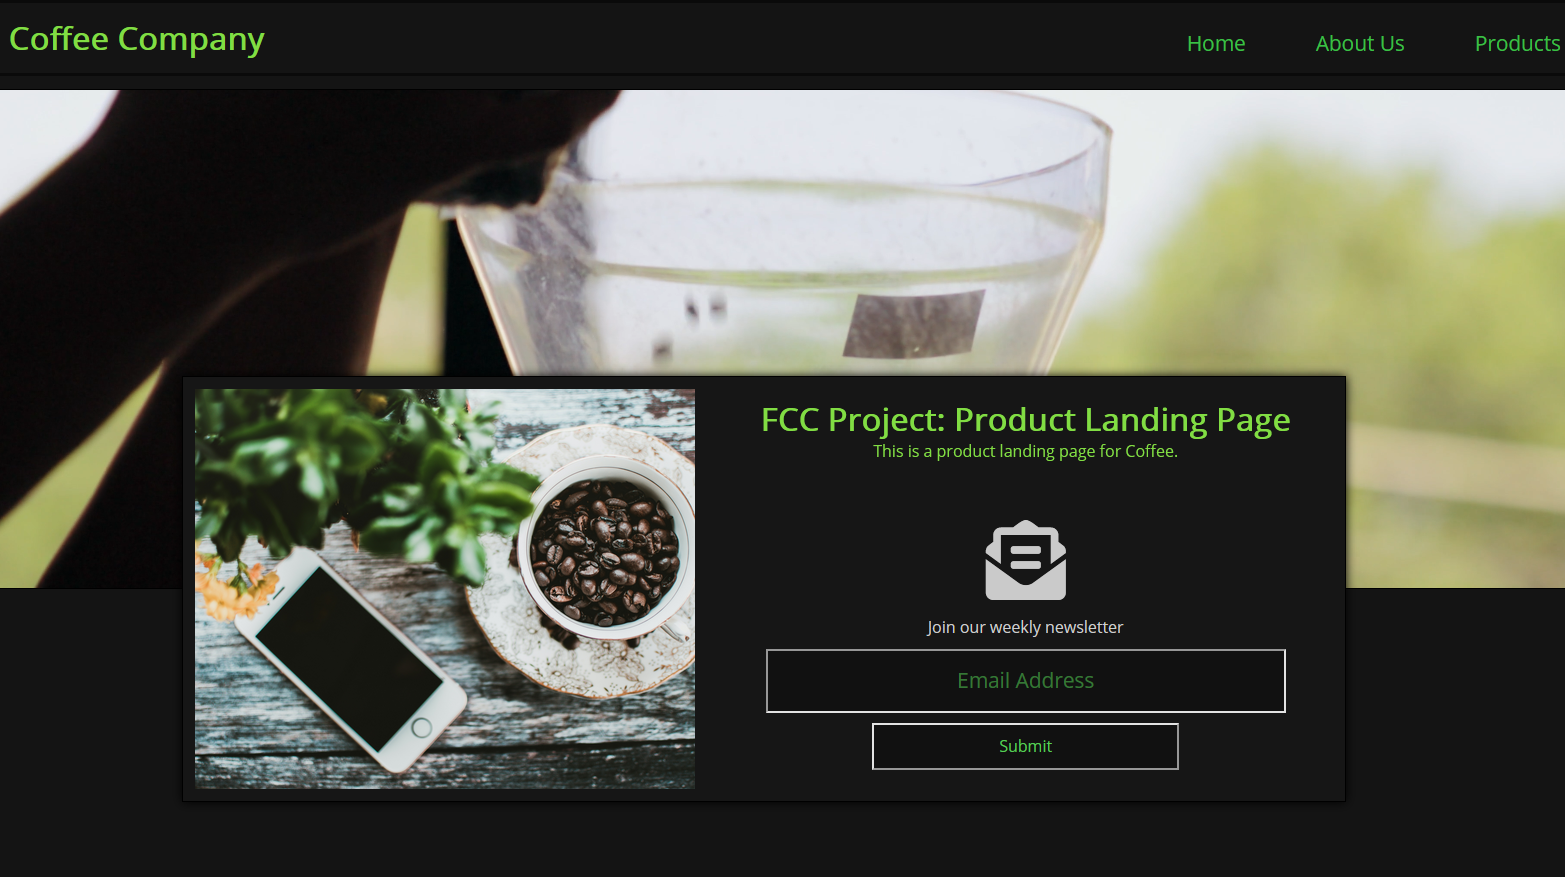 Coffee Company
Home
About Us
Products
FCC Project: Product Landing Page
This is a product landing page for Coffee.
Join our weekly newsletter
Email Address
Submit